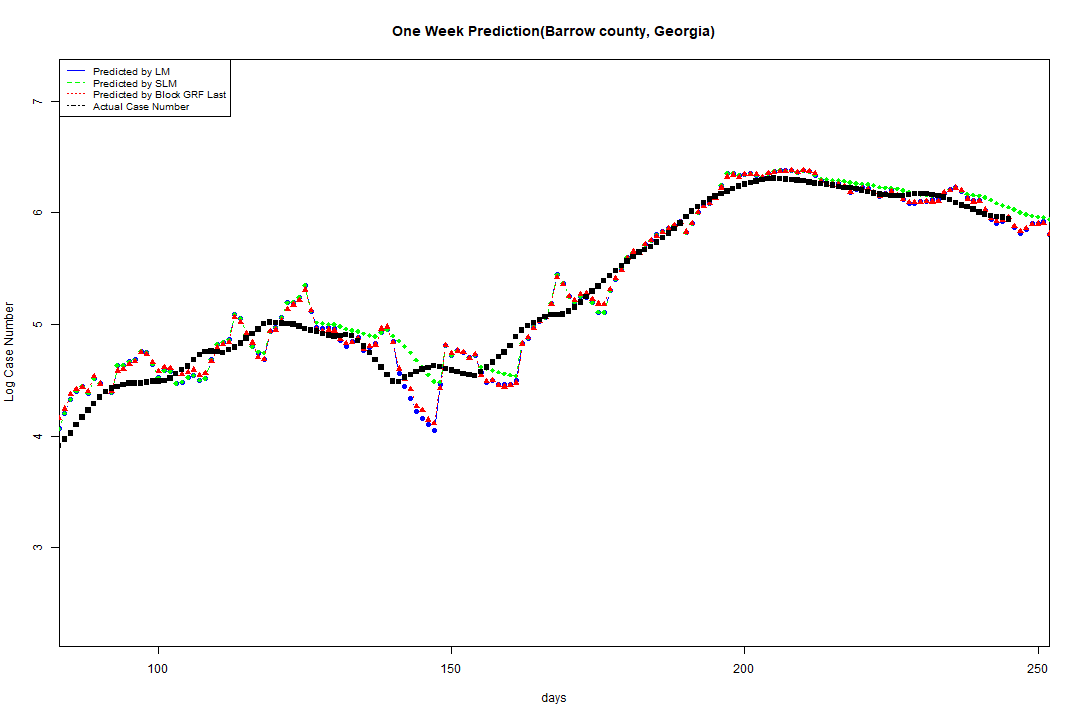 One Week Prediction(Barrow county, Georgia)
Predicted by LM
Predicted by SLM
Predicted by Block GRF Last
Actual Case Number
7
6
5
4
3
Log Case Number
100
150
200
250
days